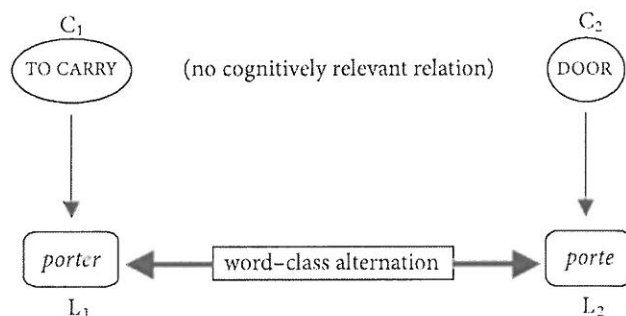 C₁ C₂
TO CARRY (no cognitively relevant relation) DOOR
porter word–class alternation porte
L₁ L₂